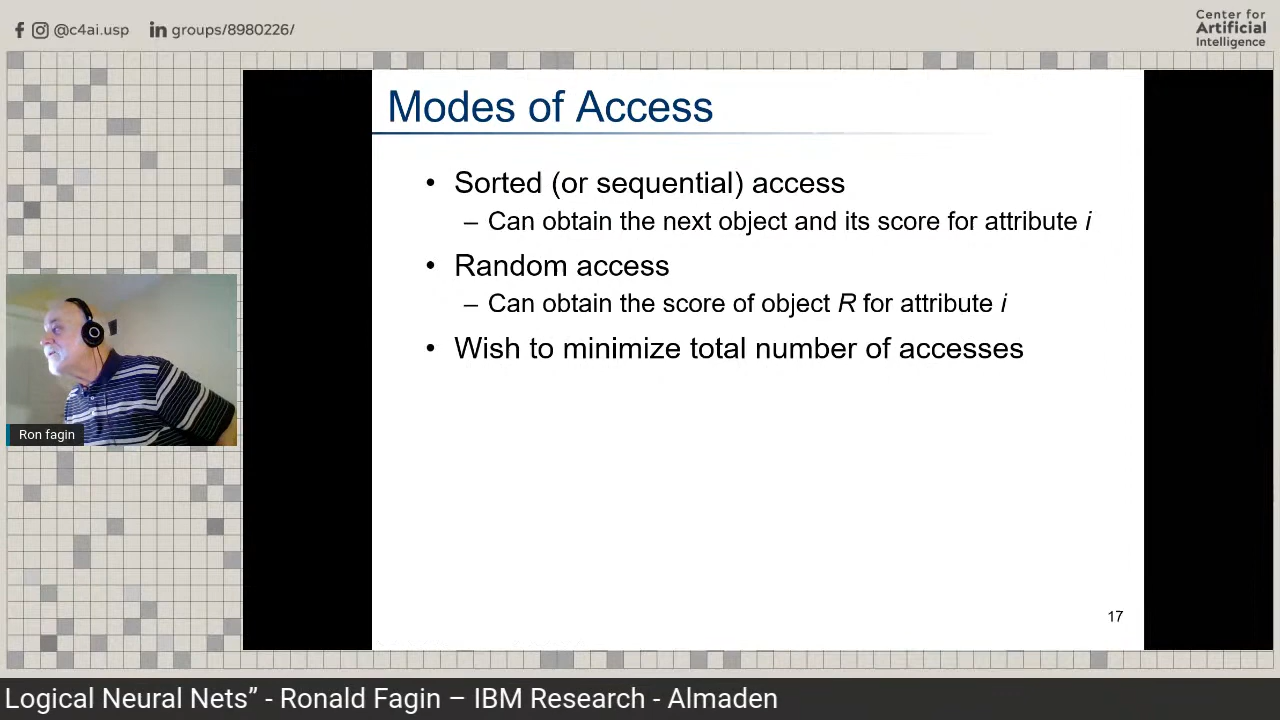 @c4ai.usp groups/8980226/
Center for
Artificial
Intelligence
Modes of Access
• Sorted (or sequential) access
– Can obtain the next object and its score for attribute i
• Random access
– Can obtain the score of object R for attribute i
• Wish to minimize total number of accesses
Ron fagin
17
Logical Neural Nets” - Ronald Fagin – IBM Research - Almaden